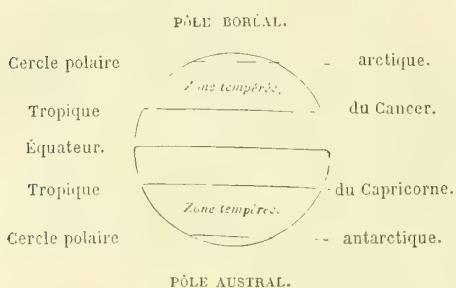 PÔLE BORÉAL.
Cercle polaire arctique.
Zone tempérée.
Tropique du Cancer.
Équateur.
Tropique du Capricorne.
Zone tempérée.
Cercle polaire antarctique.
PÔLE AUSTRAL.